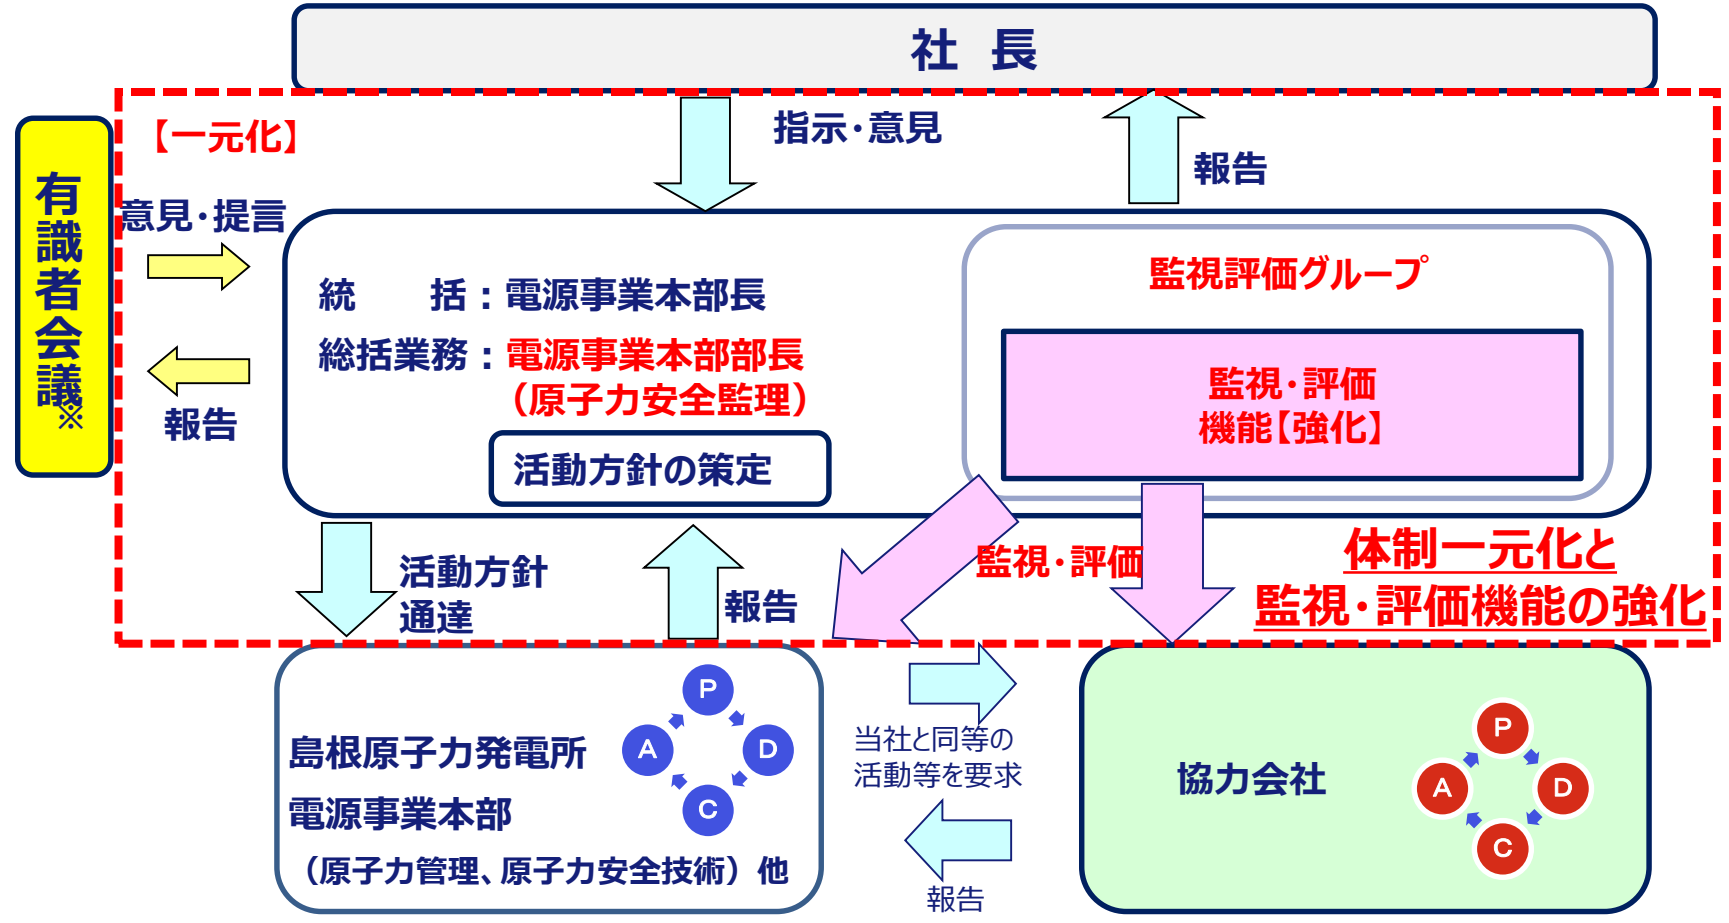 社 長
【一元化】
指示・意見
報告
有識者会議※
意見・提言
報告
統 括：電源事業本部長
総括業務：電源事業本部部長
（原子力安全監理）
活動方針の策定
監視評価グループ
監視・評価
機能【強化】
活動方針
通達
報告
監視・評価
体制一元化と
監視・評価機能の強化
島根原子力発電所
電源事業本部
（原子力管理、原子力安全技術）他
P
A
D
C
当社と同等の
活動等を要求
報告
協力会社
P
A
D
C